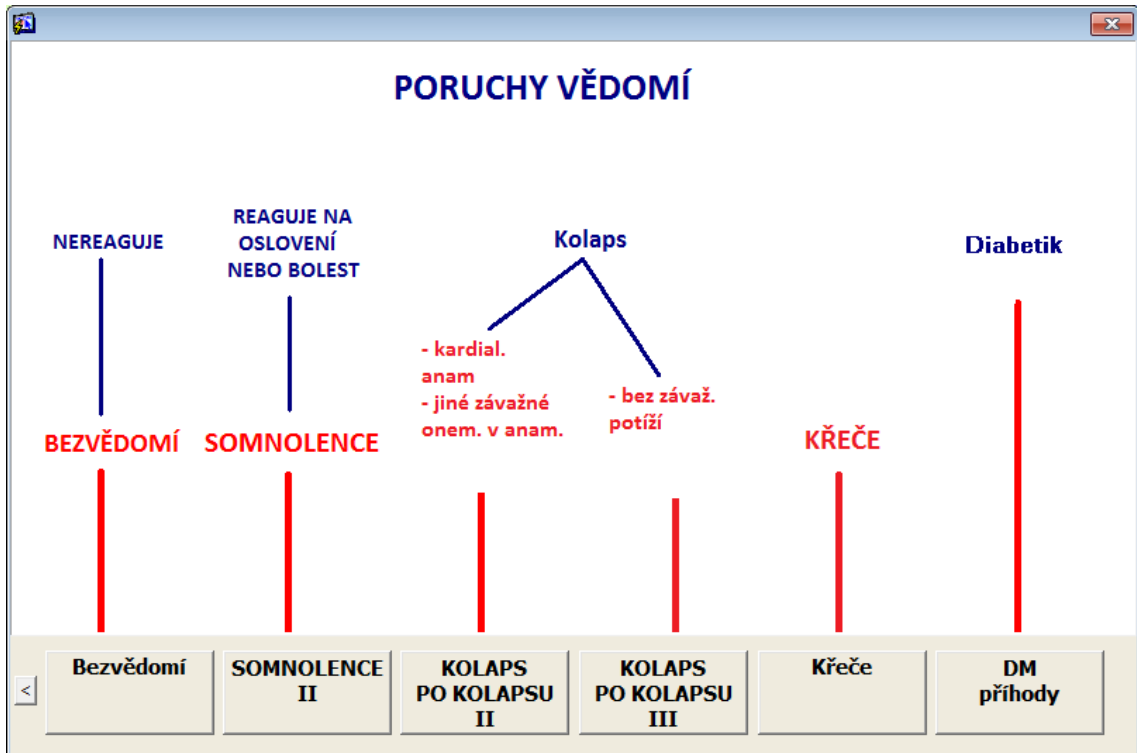 PORUCHY VĚDOMÍ
NEREAGUJE
REAGUJE NA
OSLOVENÍ
NEBO BOLEST
Kolaps
Diabetik
- kardial.
anam
- jiné závažné
onem. v anam.
- bez závaž.
potíží
BEZVĚDOMÍ
SOMNOLENCE
KŘEČE
<
Bezvědomí
SOMNOLENCE
II
KOLAPS
PO KOLAPSU
II
KOLAPS
PO KOLAPSU
III
Křeče
DM
příhody